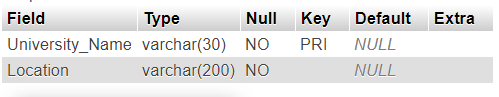 Field Type Null Key Default Extra
University_Name varchar(30) NO PRI NULL
Location varchar(200) NO NULL